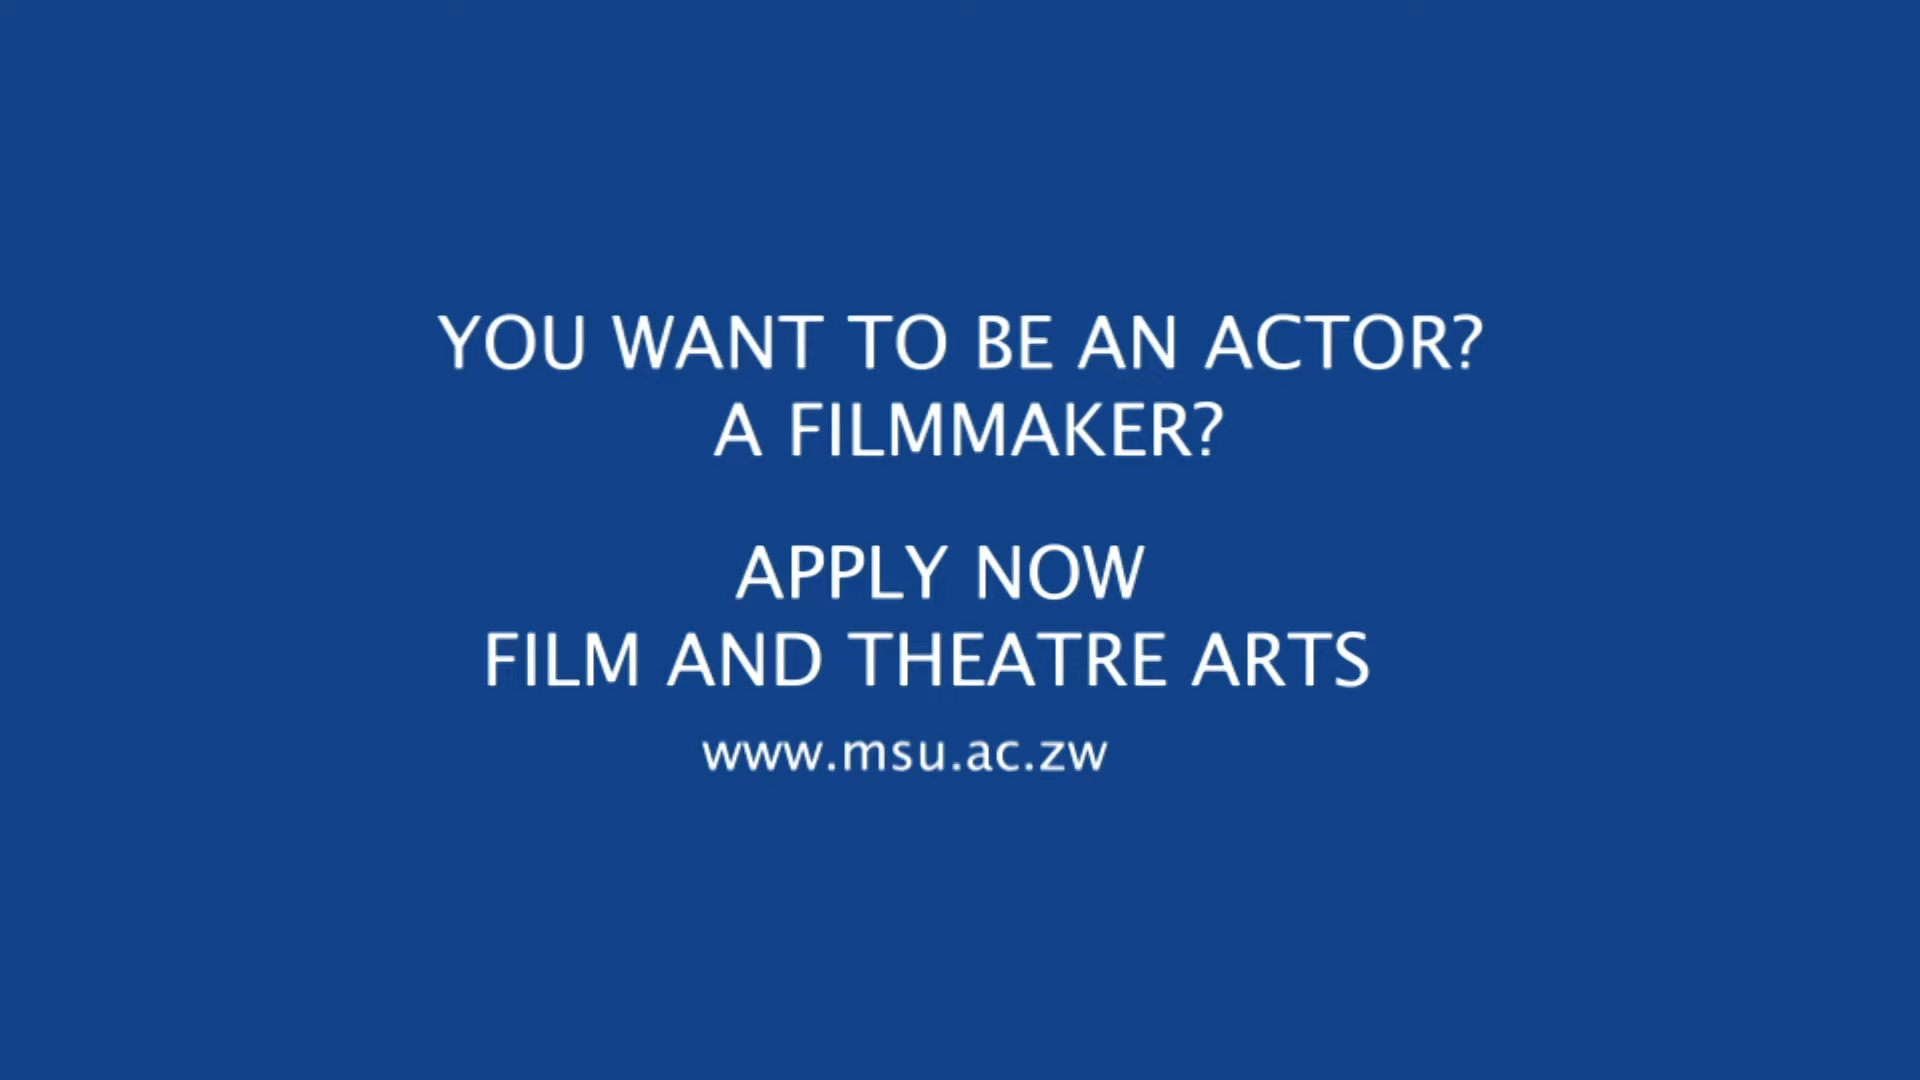 YOU WANT TO BE AN ACTOR?
A FILMMAKER?
APPLY NOW
FILM AND THEATRE ARTS
www.msu.ac.zw